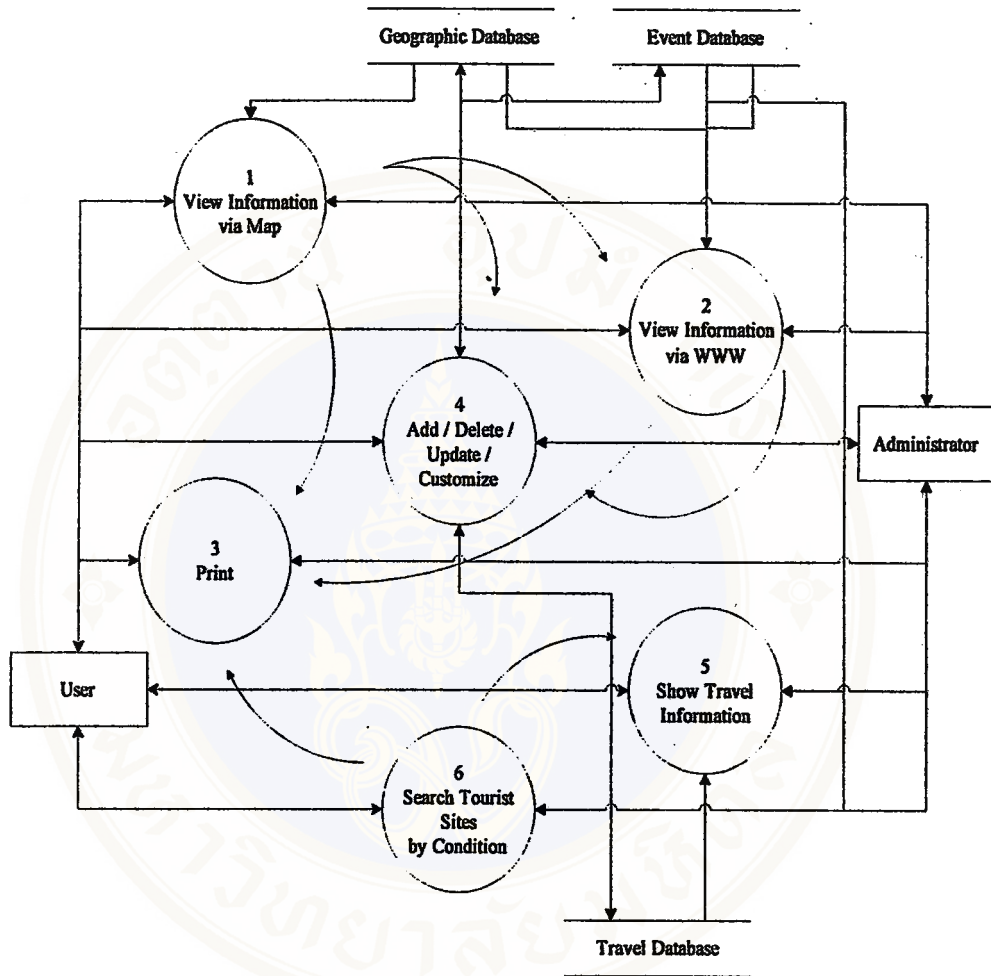 Geographic Database
Event Database
1
View Information
via Map
2
View Information
via WWW
4
Add / Delete /
Update /
Customize
Administrator
3
Print
User
5
Show Travel
Information
6
Search Tourist
Sites
by Condition
Travel Database